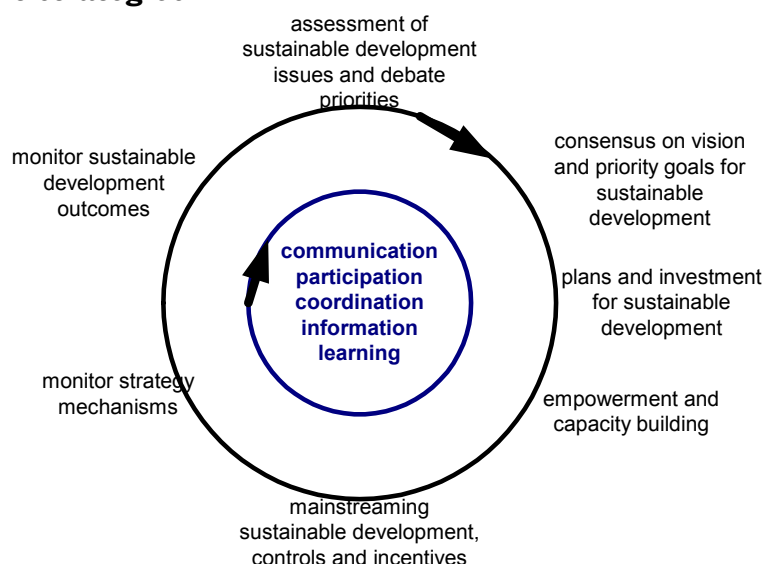 assessment of
sustainable development
issues and debate
priorities
consensus on vision
and priority goals for
sustainable
development
plans and investment
for sustainable
development
empowerment and
capacity building
mainstreaming
sustainable development,
controls and incentives
monitor strategy
mechanisms
monitor sustainable
development
outcomes
communication
participation
coordination
information
learning